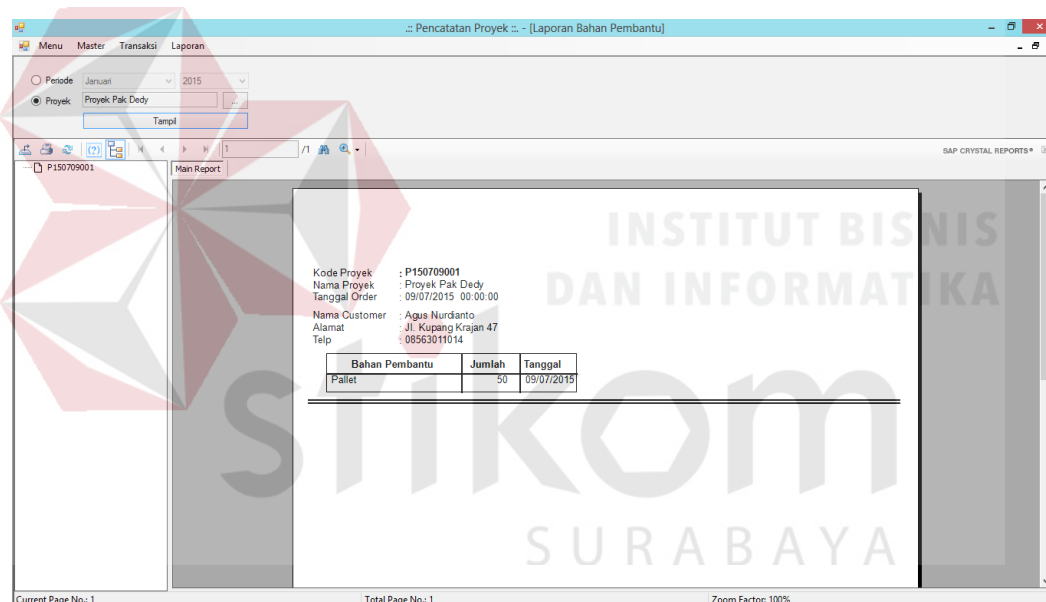 .:: Pencatatan Proyek ::. - [Laporan Bahan Pembantu]
Menu Master Transaksi Laporan
Periode Januari 2015
Proyek Proyek Pak Dedy ...
Tampil
1 /1 SAP CRYSTAL REPORTS®
P150709001
Main Report
INSTITUT BISNIS
DAN INFORMATIKA
Kode Proyek : P150709001
Nama Proyek : Proyek Pak Dedy
Tanggal Order : 09/07/2015 00:00:00
Nama Customer : Agus Nurdianto
Alamat : Jl. Kupang Krajan 47
Telp : 08563011014
Bahan Pembantu Jumlah Tanggal
Pallet 50 09/07/2015
stikom
SURABAYA
Current Page No.: 1 Total Page No.: 1 Zoom Factor: 100%